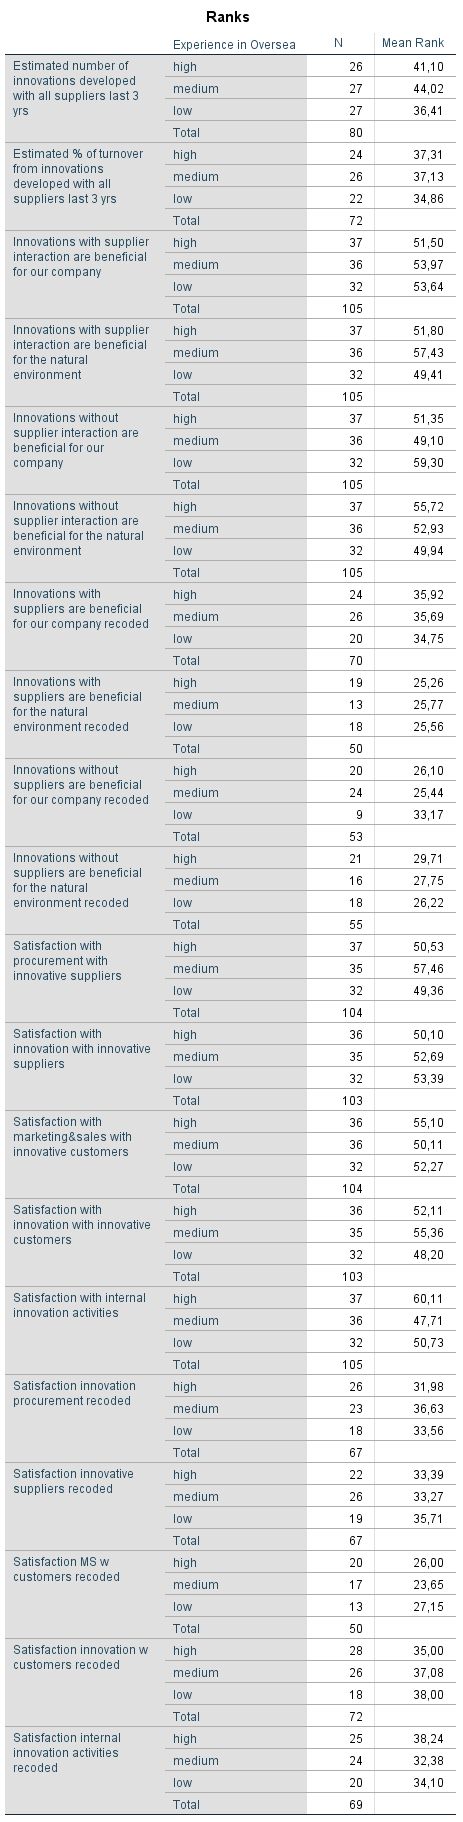 Ranks
Experience in Oversea N Mean Rank
Estimated number of innovations developed with all suppliers last 3 yrs high 26 41,10
medium 27 44,02
low 27 36,41
Total 80
Estimated % of turnover from innovations developed with all suppliers last 3 yrs high 24 37,31
medium 26 37,13
low 22 34,86
Total 72
Innovations with supplier interaction are beneficial for our company high 37 51,50
medium 36 53,97
low 32 53,64
Total 105
Innovations with supplier interaction are beneficial for the natural environment high 37 51,80
medium 36 57,43
low 32 49,41
Total 105
Innovations without supplier interaction are beneficial for our company high 37 51,35
medium 36 49,10
low 32 59,30
Total 105
Innovations without supplier interaction are beneficial for the natural environment high 37 55,72
medium 36 52,93
low 32 49,94
Total 105
Innovations with suppliers are beneficial for our company recoded high 24 35,92
medium 26 35,69
low 20 34,75
Total 70
Innovations with suppliers are beneficial for the natural environment recoded high 19 25,26
medium 13 25,77
low 18 25,56
Total 50
Innovations without suppliers are beneficial for our company recoded high 20 26,10
medium 24 25,44
low 9 33,17
Total 53
Innovations without suppliers are beneficial for the natural environment recoded high 21 29,71
medium 16 27,75
low 18 26,22
Total 55
Satisfaction with procurement with innovative suppliers high 37 50,53
medium 35 57,46
low 32 49,36
Total 104
Satisfaction with innovation with innovative suppliers high 36 50,10
medium 35 52,69
low 32 53,39
Total 103
Satisfaction with marketing&sales with innovative customers high 36 55,10
medium 36 50,11
low 32 52,27
Total 104
Satisfaction with innovation with innovative customers high 36 52,11
medium 35 55,36
low 32 48,20
Total 103
Satisfaction with internal innovation activities high 37 60,11
medium 36 47,71
low 32 50,73
Total 105
Satisfaction innovation procurement recoded high 26 31,98
medium 23 36,63
low 18 33,56
Total 67
Satisfaction innovative suppliers recoded high 22 33,39
medium 26 33,27
low 19 35,71
Total 67
Satisfaction MS w customers recoded high 20 26,00
medium 17 23,65
low 13 27,15
Total 50
Satisfaction innovation w customers recoded high 28 35,00
medium 26 37,08
low 18 38,00
Total 72
Satisfaction internal innovation activities recoded high 25 38,24
medium 24 32,38
low 20 34,10
Total 69